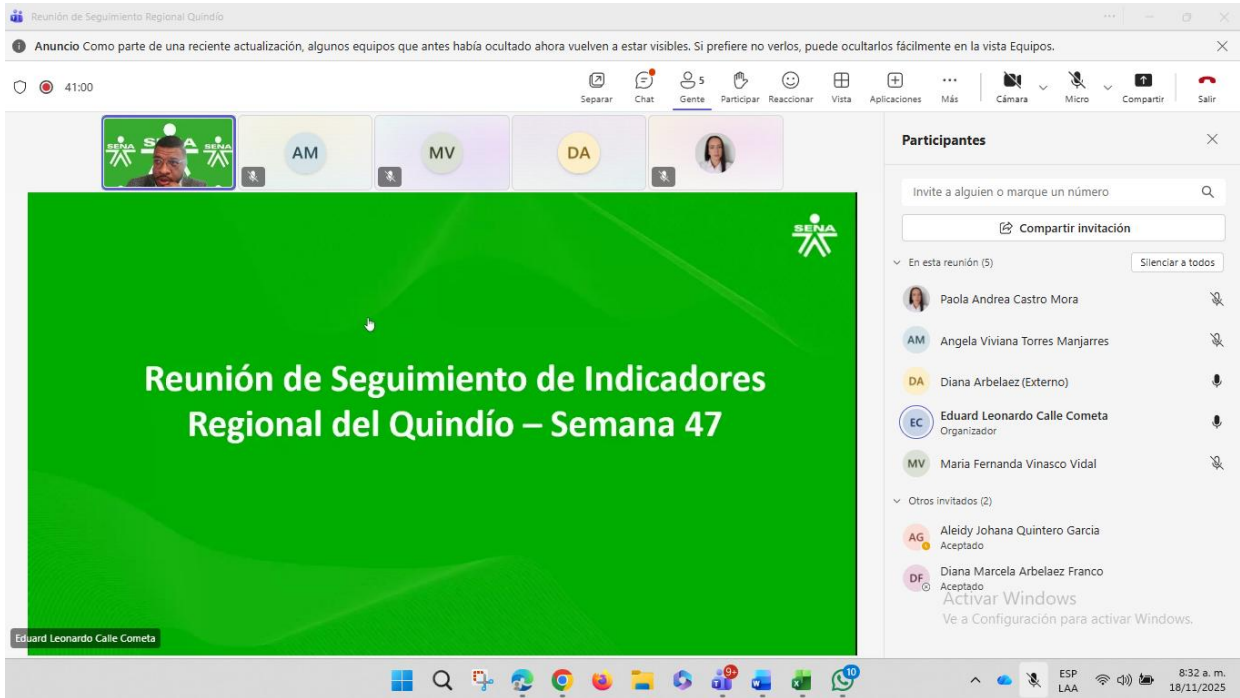 Reunión de Seguimiento Regional Quindío
Anuncio Como parte de una reciente actualización, algunos equipos que antes había ocultado ahora vuelven a estar visibles. Si prefiere no verlos, puede ocultarlos fácilmente en la vista Equipos.
41:00
Separar
Chat
5
Gente
Participar
Reaccionar
Vista
Aplicaciones
Más
Cámara
Micro
Compartir
Salir
SENA
SENA
AM
MV
DA
SENA
Reunión de Seguimiento de Indicadores
Regional del Quindío – Semana 47
Eduard Leonardo Calle Cometa
Participantes
Invite a alguien o marque un número
Compartir invitación
En esta reunión (5)
Silenciar a todos
Paola Andrea Castro Mora
AM
Angela Viviana Torres Manjarres
DA
Diana Arbelaez (Externo)
EC
Eduard Leonardo Calle Cometa
Organizador
MV
Maria Fernanda Vinasco Vidal
Otros invitados (2)
AG
Aleidy Johana Quintero Garcia
Aceptado
DF
Diana Marcela Arbelaez Franco
Aceptado
Activar Windows
Ve a Configuración para activar Windows.
9+
10
ESP
LAA
8:32 a. m.
18/11/2025